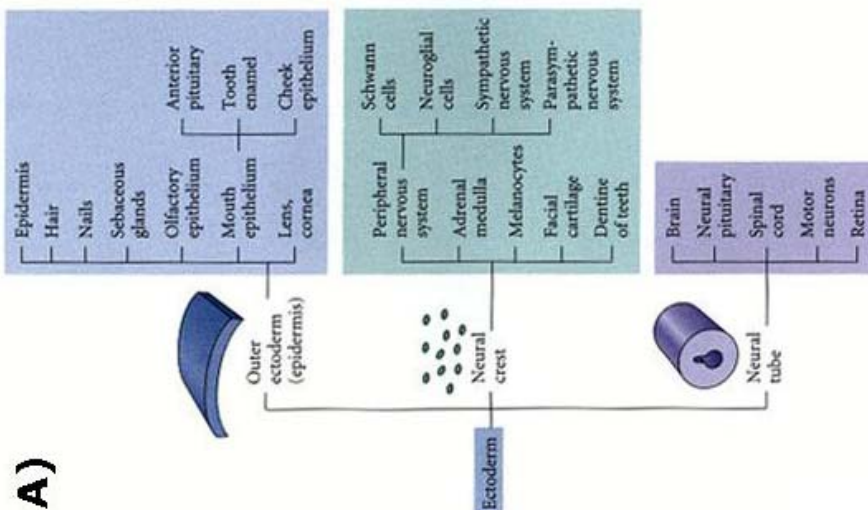 A)
Ectoderm
Outer
ectoderm
(epidermis)
Epidermis
Hair
Nails
Sebaceous
glands
Olfactory
epithelium
Mouth
epithelium
Lens,
cornea
Anterior
pituitary
Tooth
enamel
Cheek
epithelium
Neural
crest
Peripheral
nervous
system
Adrenal
medulla
Melanocytes
Facial
cartilage
Dentine
of teeth
Schwann
cells
Neuroglial
cells
Sympathetic
nervous
system
Parasym-
pathetic
nervous
system
Neural
tube
Brain
Neural
pituitary
Spinal
cord
Motor
neurons
Retina